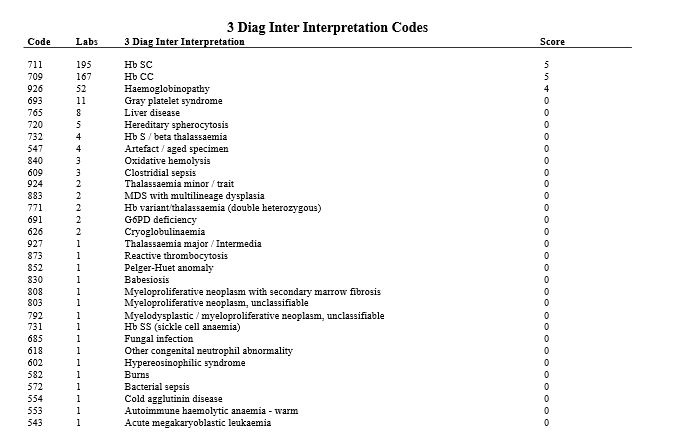 3 Diag Inter Interpretation Codes
Code Labs 3 Diag Inter Interpretation Score
711 195 Hb SC 5
709 167 Hb CC 5
926 52 Haemoglobinopathy 4
693 11 Gray platelet syndrome 0
765 8 Liver disease 0
720 5 Hereditary spherocytosis 0
732 4 Hb S / beta thalassaemia 0
547 4 Artefact / aged specimen 0
840 3 Oxidative hemolysis 0
609 3 Clostridial sepsis 0
924 2 Thalassaemia minor / trait 0
883 2 MDS with multilineage dysplasia 0
771 2 Hb variant/thalassaemia (double heterozygous) 0
691 2 G6PD deficiency 0
626 2 Cryoglobulinaemia 0
927 1 Thalassaemia major / Intermedia 0
873 1 Reactive thrombocytosis 0
852 1 Pelger-Huet anomaly 0
830 1 Babesiosis 0
808 1 Myeloproliferative neoplasm with secondary marrow fibrosis 0
803 1 Myeloproliferative neoplasm, unclassifiable 0
792 1 Myelodysplastic / myeloproliferative neoplasm, unclassifiable 0
731 1 Hb SS (sickle cell anaemia) 0
685 1 Fungal infection 0
618 1 Other congenital neutrophil abnormality 0
602 1 Hypereosinophilic syndrome 0
582 1 Burns 0
572 1 Bacterial sepsis 0
554 1 Cold agglutinin disease 0
553 1 Autoimmune haemolytic anaemia - warm 0
543 1 Acute megakaryoblastic leukaemia 0